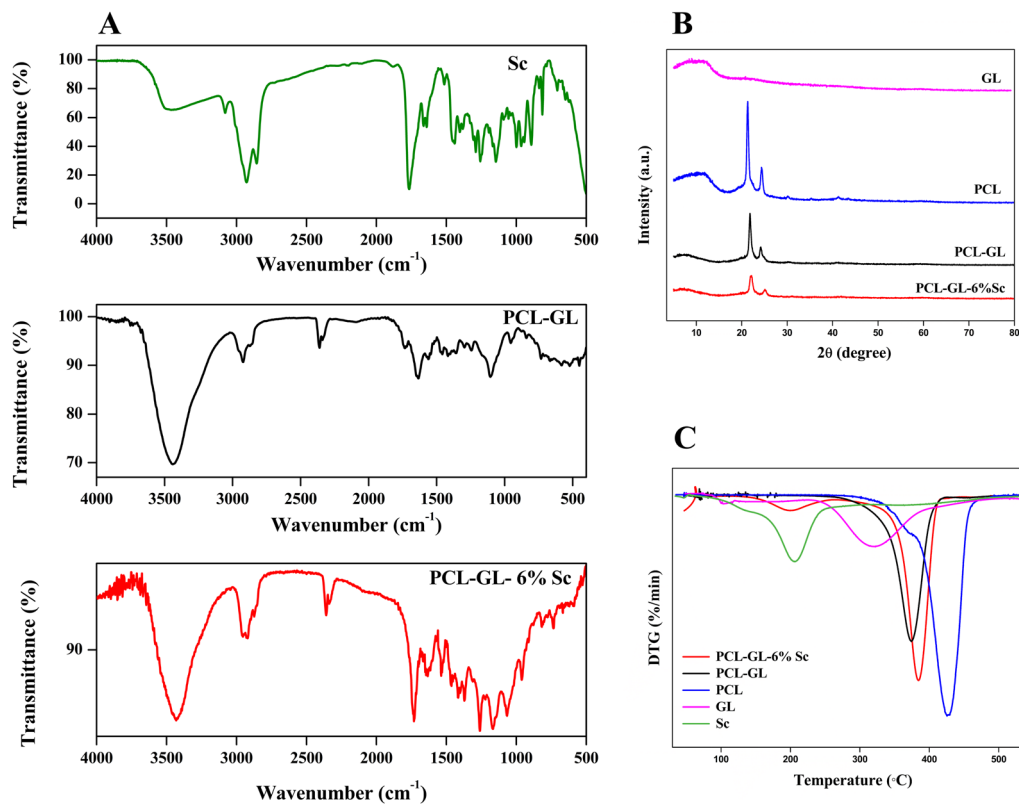 A
Transmittance (%)
100
80
60
40
20
0
Sc
4000 3500 3000 2500 2000 1500 1000 500
Wavenumber (cm⁻¹)
Transmittance (%)
100
90
80
70
PCL-GL
4000 3500 3000 2500 2000 1500 1000 500
Wavenumber (cm⁻¹)
Transmittance (%)
90
PCL-GL- 6% Sc
4000 3500 3000 2500 2000 1500 1000 500
Wavenumber (cm⁻¹)
B
Intensity (a.u.)
GL
PCL
PCL-GL
PCL-GL-6%Sc
10 20 30 40 50 60 70 80
2θ (degree)
C
DTG (%/min)
PCL-GL-6% Sc
PCL-GL
PCL
GL
Sc
100 200 300 400 500
Temperature (◦C)